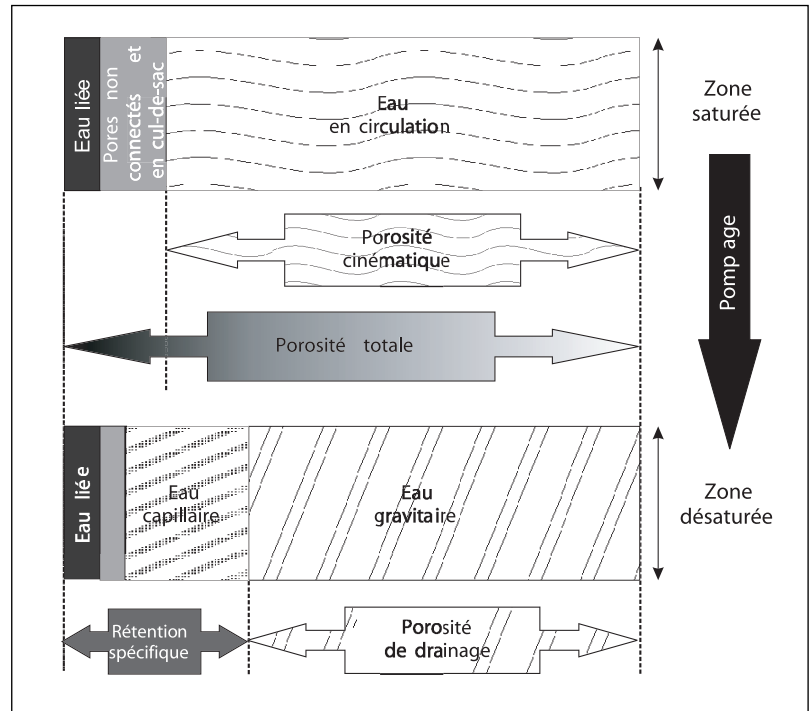 Eau liée
Pores non et
connectés
en cul-de-sac
Eau
en circulation
Zone
saturée
Porosité
cinématique
Pomp age
Porosité totale
Eau liée
Eau
capillaire
Eau
gravitaire
Zone
désaturée
Rétention
spécifique
Porosité
de drainage